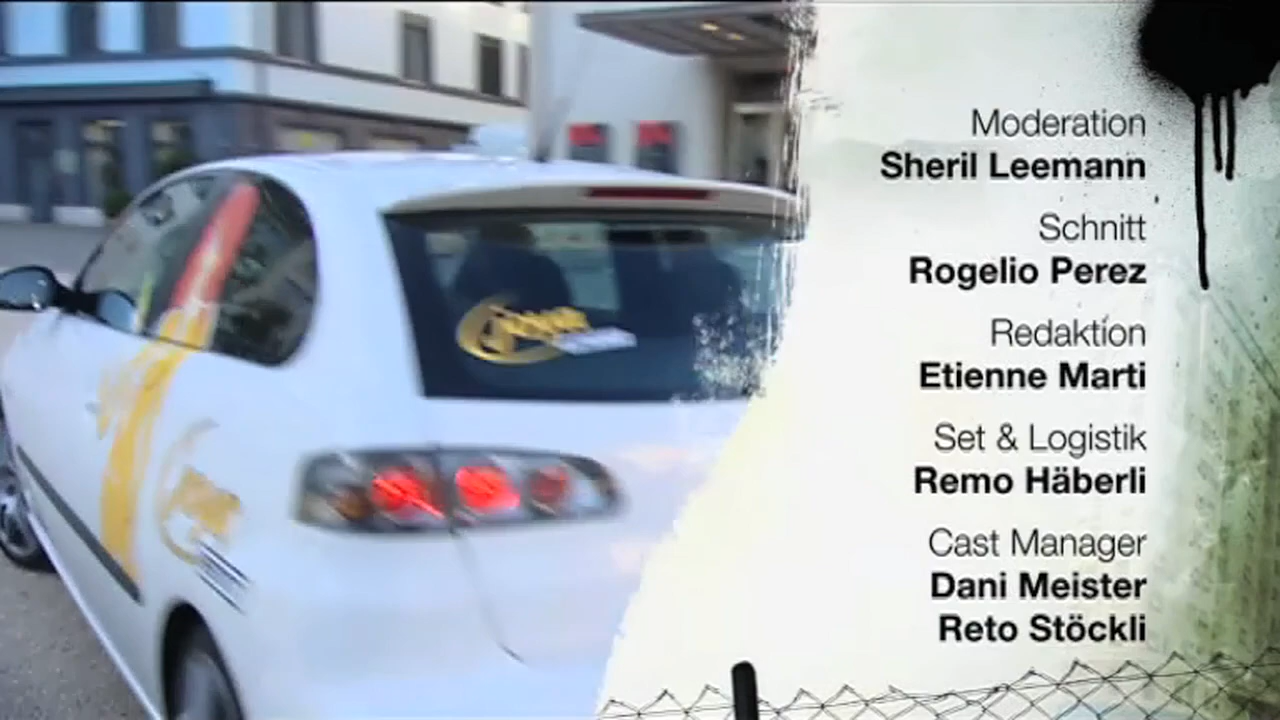 Moderation
Sheril Leemann
Schnitt
Rogelio Perez
Redaktion
Etienne Marti
Set & Logistik
Remo Häberli
Cast Manager
Dani Meister
Reto Stöckli